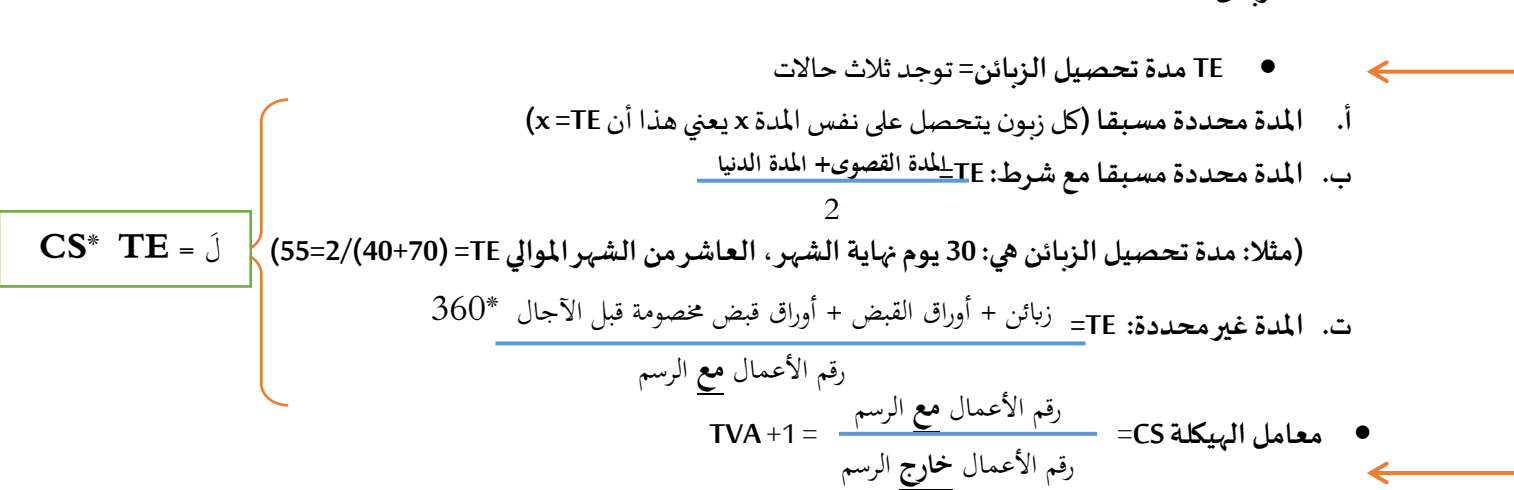 • TE مدة تحصيل الزبائن= توجد ثلاث حالات
أ. المدة محددة مسبقا (كل زبون يتحصل على نفس المدة x يعني هذا أن x =TE)
ب. المدة محددة مسبقا مع شرط: TE= المدة القصوى+ المدة الدنيا
2
(مثلا: مدة تحصيل الزبائن هي: 30 يوم نهاية الشهر، العاشر من الشهر الموالي TE= (40+70)/2=55)
لَ = CS* TE
ت. المدة غير محددة: TE= زبائن + أوراق القبض + أوراق قبض مخصومة قبل الآجال *360
رقم الأعمال مع الرسم
• معامل الهيكلة CS= رقم الأعمال مع الرسم = TVA +1
رقم الأعمال خارج الرسم